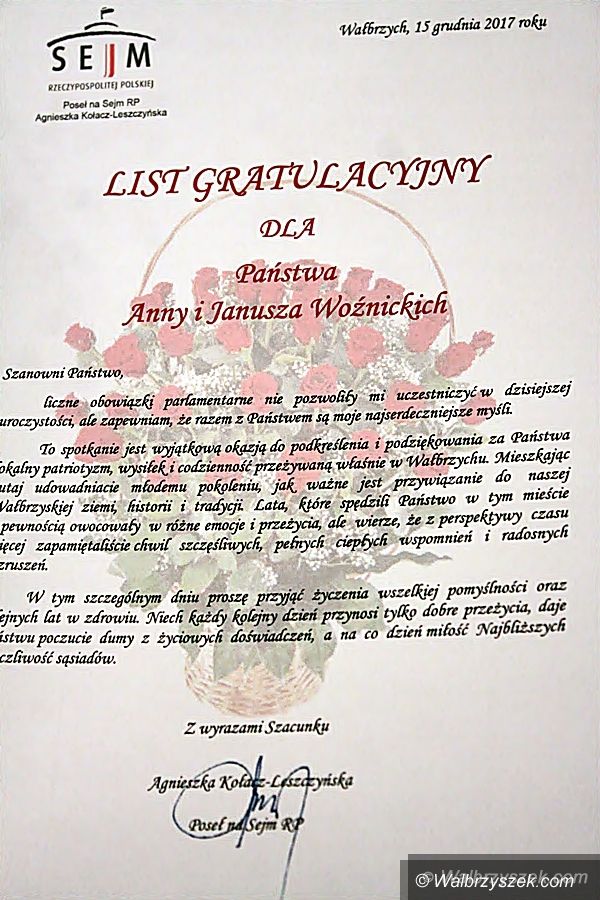 Wałbrzych, 15 grudnia 2017 roku
SEJM
RZECZYPOSPOLITEJ POLSKIEJ
Poseł na Sejm RP
Agnieszka Kołacz-Leszczyńska
LIST GRATULACYJNY
DLA
Państwa
Anny i Janusza Woźnickich
Szanowni Państwo,
liczne obowiązki parlamentarne nie pozwoliły mi uczestniczyć w dzisiejszej
uroczystości, ale zapewniam, że razem z Państwem są moje najserdeczniejsze myśli.
To spotkanie jest wyjątkową okazją do podkreślenia i podziękowania za Państwa
lokalny patriotyzm, wysiłek i codzienność przeżywaną właśnie w Wałbrzychu. Mieszkając
utaj udowadniacie młodemu pokoleniu, jak ważne jest przywiązanie do naszej
Wałbrzyskiej ziemi, historii i tradycji. Lata, które spędzili Państwo w tym mieście
pewnością owocowały w różne emocje i przeżycia, ale wierzę, że z perspektywy czasu
ięcej zapamiętaliście chwil szczęśliwych, pełnych ciepłych wspomnień i radosnych
zruszeń.
W tym szczególnym dniu proszę przyjąć życzenia wszelkiej pomyślności oraz
lejnych lat w zdrowiu. Niech każdy kolejny dzień przynosi tylko dobre przeżycia, daje
ństwu poczucie dumy z życiowych doświadczeń, a na co dzień miłość Najbliższych
czliwość sąsiadów.
Z wyrazami Szacunku
Agnieszka Kołacz-Leszczyńska
Poseł na Sejm RP
© Walbrzyszek.com